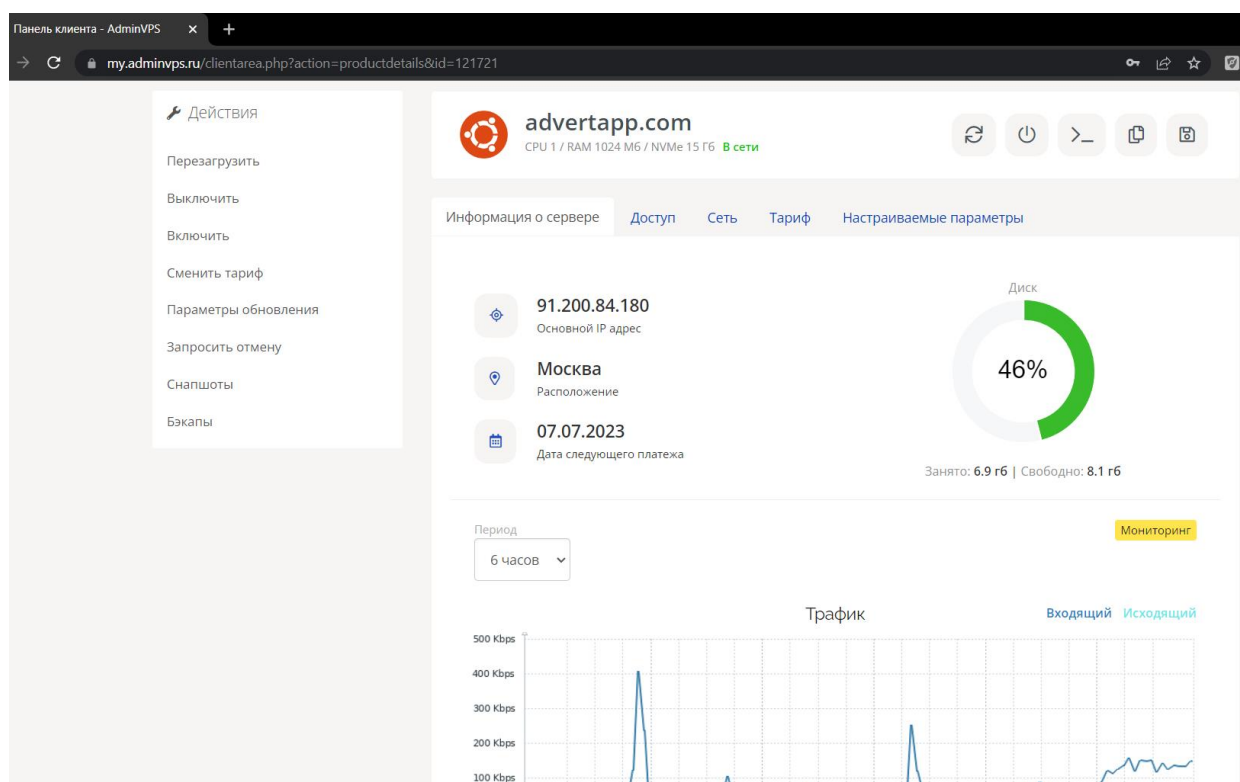 Панель клиента - AdminVPS
my.adminvps.ru/clientarea.php?action=productdetails&id=121721
Действия
Перезагрузить
Выключить
Включить
Сменить тариф
Параметры обновления
Запросить отмену
Снапшоты
Бэкапы
advertapp.com
CPU 1 / RAM 1024 Мб / NVMe 15 Гб В сети
Информация о сервере Доступ Сеть Тариф Настраиваемые параметры
91.200.84.180
Основной IP адрес
Москва
Расположение
07.07.2023
Дата следующего платежа
Диск
46%
Занято: 6.9 гб | Свободно: 8.1 гб
Период
6 часов
Мониторинг
Трафик
Входящий Исходящий
500 Kbps
400 Kbps
300 Kbps
200 Kbps
100 Kbps